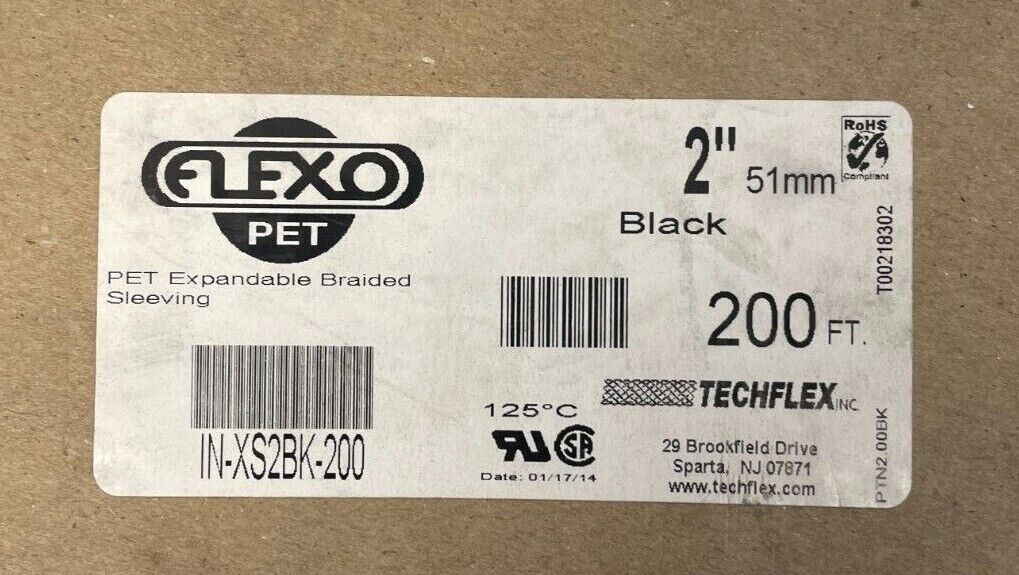 FLEXO
PET
PET Expandable Braided
Sleeving
IN-XS2BK-200
2" 51mm
Black
200 FT.
125°C
SA
Date: 01/17/14
TECHFLEX INC.
29 Brookfield Drive
Sparta, NJ 07871
www.techflex.com
RoHS
Compliant
T00218302
PTN2.00BK